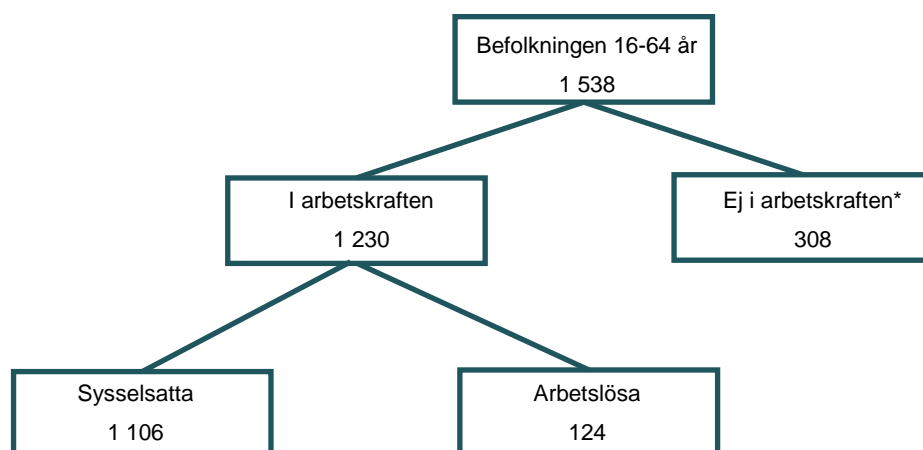 Befolkningen 16-64 år
1 538
I arbetskraften
1 230
Ej i arbetskraften*
308
Sysselsatta
1 106
Arbetslösa
124